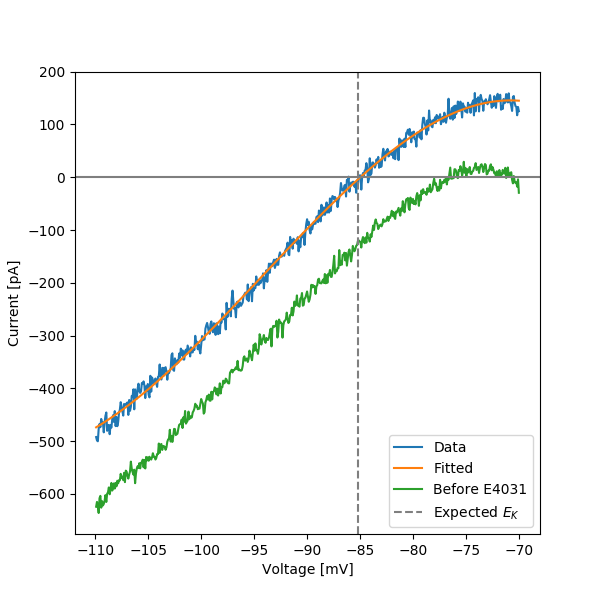 200
100
0
−100
−200
−300
−400
−500
−600
Current [pA]
−110 −105 −100 −95 −90 −85 −80 −75 −70
Voltage [mV]
Data
Fitted
Before E4031
Expected E_K